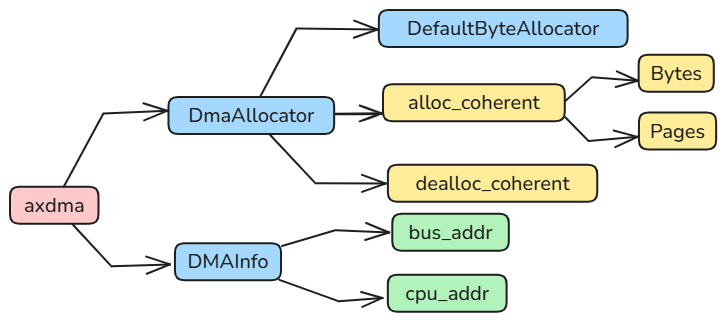 DefaultByteAllocator
Bytes
alloc_coherent
DmaAllocator
Pages
dealloc_coherent
axdma
bus_addr
DMAInfo
cpu_addr